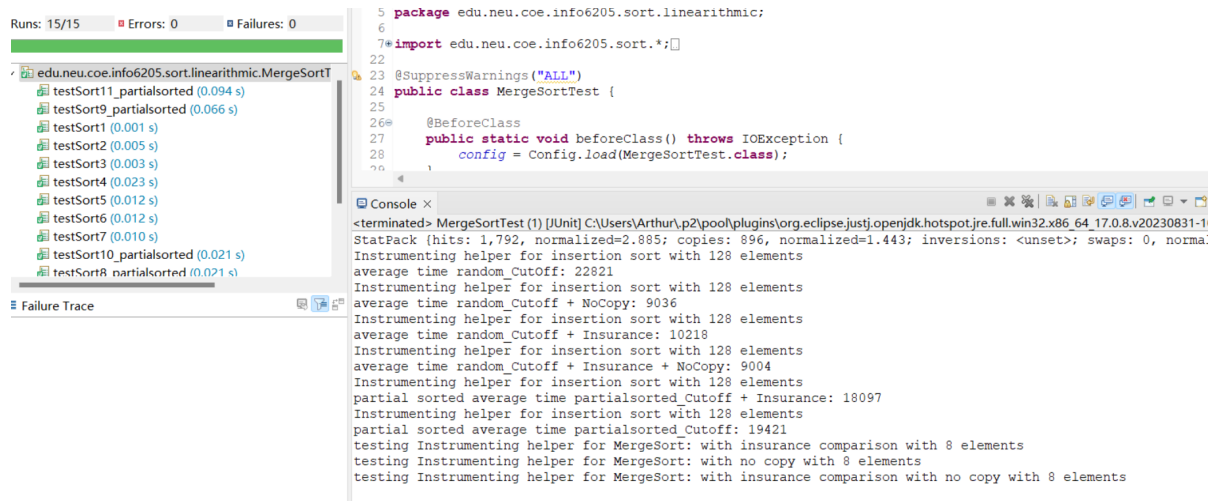 Runs: 15/15 Errors: 0 Failures: 0
edu.neu.coe.info6205.sort.linearithmic.MergeSortT
testSort11_partialsorted (0.094 s)
testSort9_partialsorted (0.066 s)
testSort1 (0.001 s)
testSort2 (0.005 s)
testSort3 (0.003 s)
testSort4 (0.023 s)
testSort5 (0.012 s)
testSort6 (0.012 s)
testSort7 (0.010 s)
testSort10_partialsorted (0.021 s)
testSort8_partialsorted (0.021 s)
Failure Trace
5 package edu.neu.coe.info6205.sort.linearithmic;
6
7 import edu.neu.coe.info6205.sort.*;
22
23 @SuppressWarnings("ALL")
24 public class MergeSortTest {
25
26 @BeforeClass
27 public static void beforeClass() throws IOException {
28 config = Config.load(MergeSortTest.class);
29 }
Console
<terminated> MergeSortTest (1) [JUnit] C:\Users\Arthur\.p2\pool\plugins\org.eclipse.justj.openjdk.hotspot.jre.full.win32.x86_64_17.0.8.v20230831-1
StatPack {hits: 1,792, normalized=2.885; copies: 896, normalized=1.443; inversions: <unset>; swaps: 0, normal
Instrumenting helper for insertion sort with 128 elements
average time random_CutOff: 22821
Instrumenting helper for insertion sort with 128 elements
average time random_Cutoff + NoCopy: 9036
Instrumenting helper for insertion sort with 128 elements
average time random_Cutoff + Insurance: 10218
Instrumenting helper for insertion sort with 128 elements
average time random_Cutoff + Insurance + NoCopy: 9004
Instrumenting helper for insertion sort with 128 elements
partial sorted average time partialsorted_Cutoff + Insurance: 18097
Instrumenting helper for insertion sort with 128 elements
partial sorted average time partialsorted_Cutoff: 19421
testing Instrumenting helper for MergeSort: with insurance comparison with 8 elements
testing Instrumenting helper for MergeSort: with no copy with 8 elements
testing Instrumenting helper for MergeSort: with insurance comparison with no copy with 8 elements